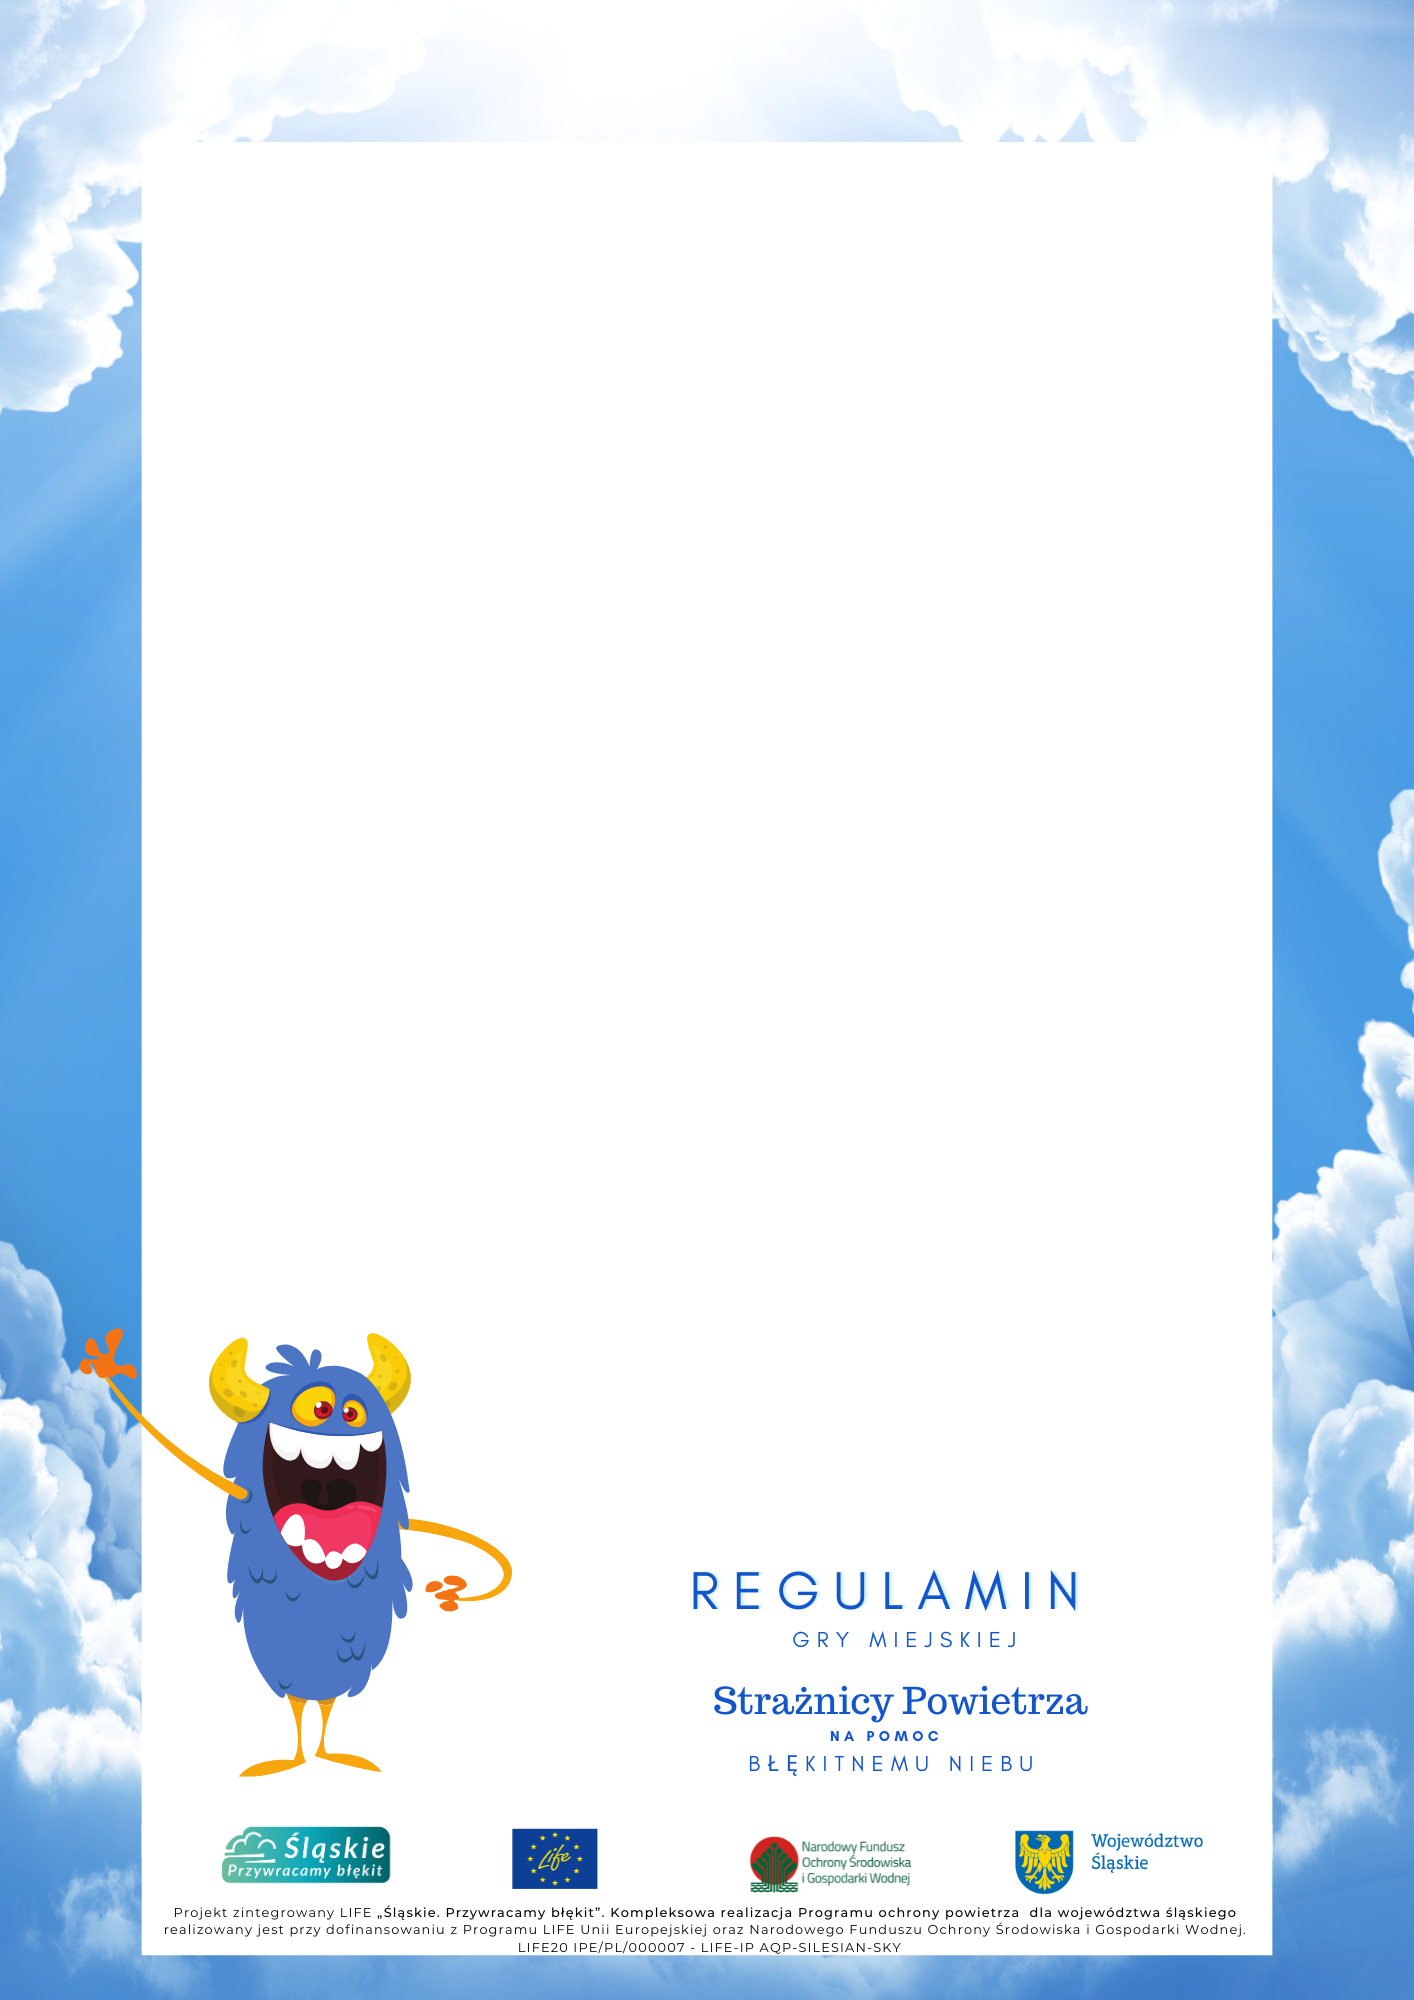 REGULAMIN
GRY MIEJSKIEJ
Strażnicy Powietrza
NA POMOC
BŁĘKITNEMU NIEBU
Śląskie
Przywracamy błękit
Life
Narodowy Fundusz
Ochrony Środowiska
i Gospodarki Wodnej
Województwo
Śląskie
Projekt zintegrowany LIFE „Śląskie. Przywracamy błękit”. Kompleksowa realizacja Programu ochrony powietrza dla województwa śląskiego
realizowany jest przy dofinansowaniu z Programu LIFE Unii Europejskiej oraz Narodowego Funduszu Ochrony Środowiska i Gospodarki Wodnej.
LIFE20 IPE/PL/000007 - LIFE-IP AQP-SILESIAN-SKY